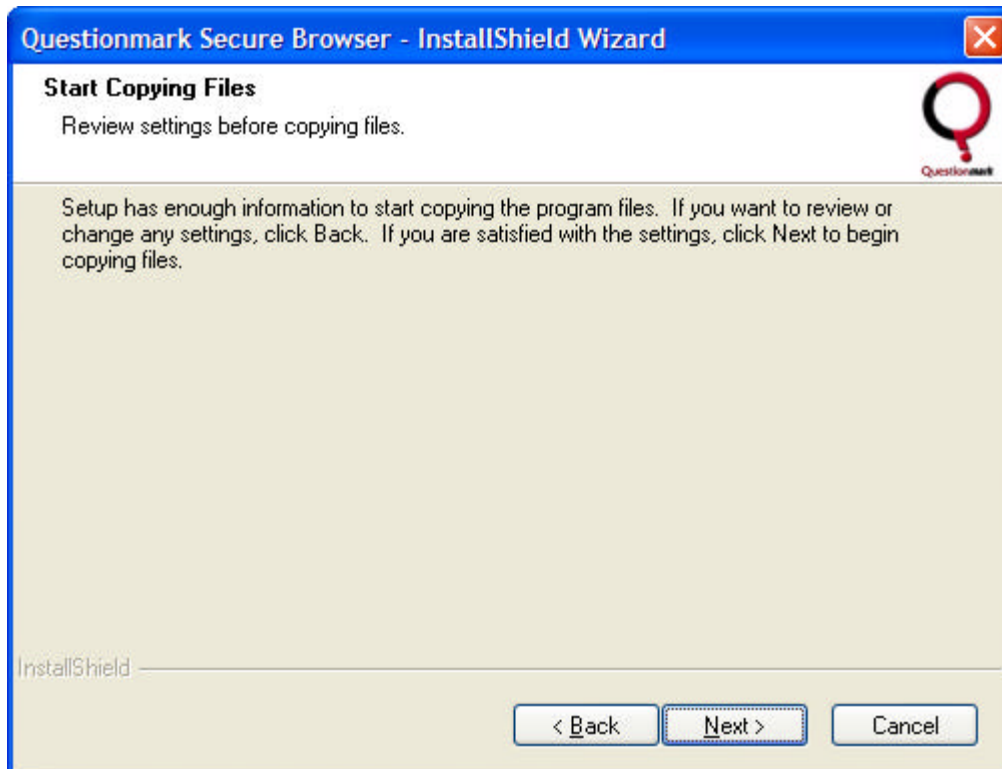 Questionmark Secure Browser - InstallShield Wizard
Start Copying Files
Review settings before copying files.
Questionmark
Setup has enough information to start copying the program files.  If you want to review or
change any settings, click Back.  If you are satisfied with the settings, click Next to begin
copying files.
InstallShield
< Back
Next >
Cancel